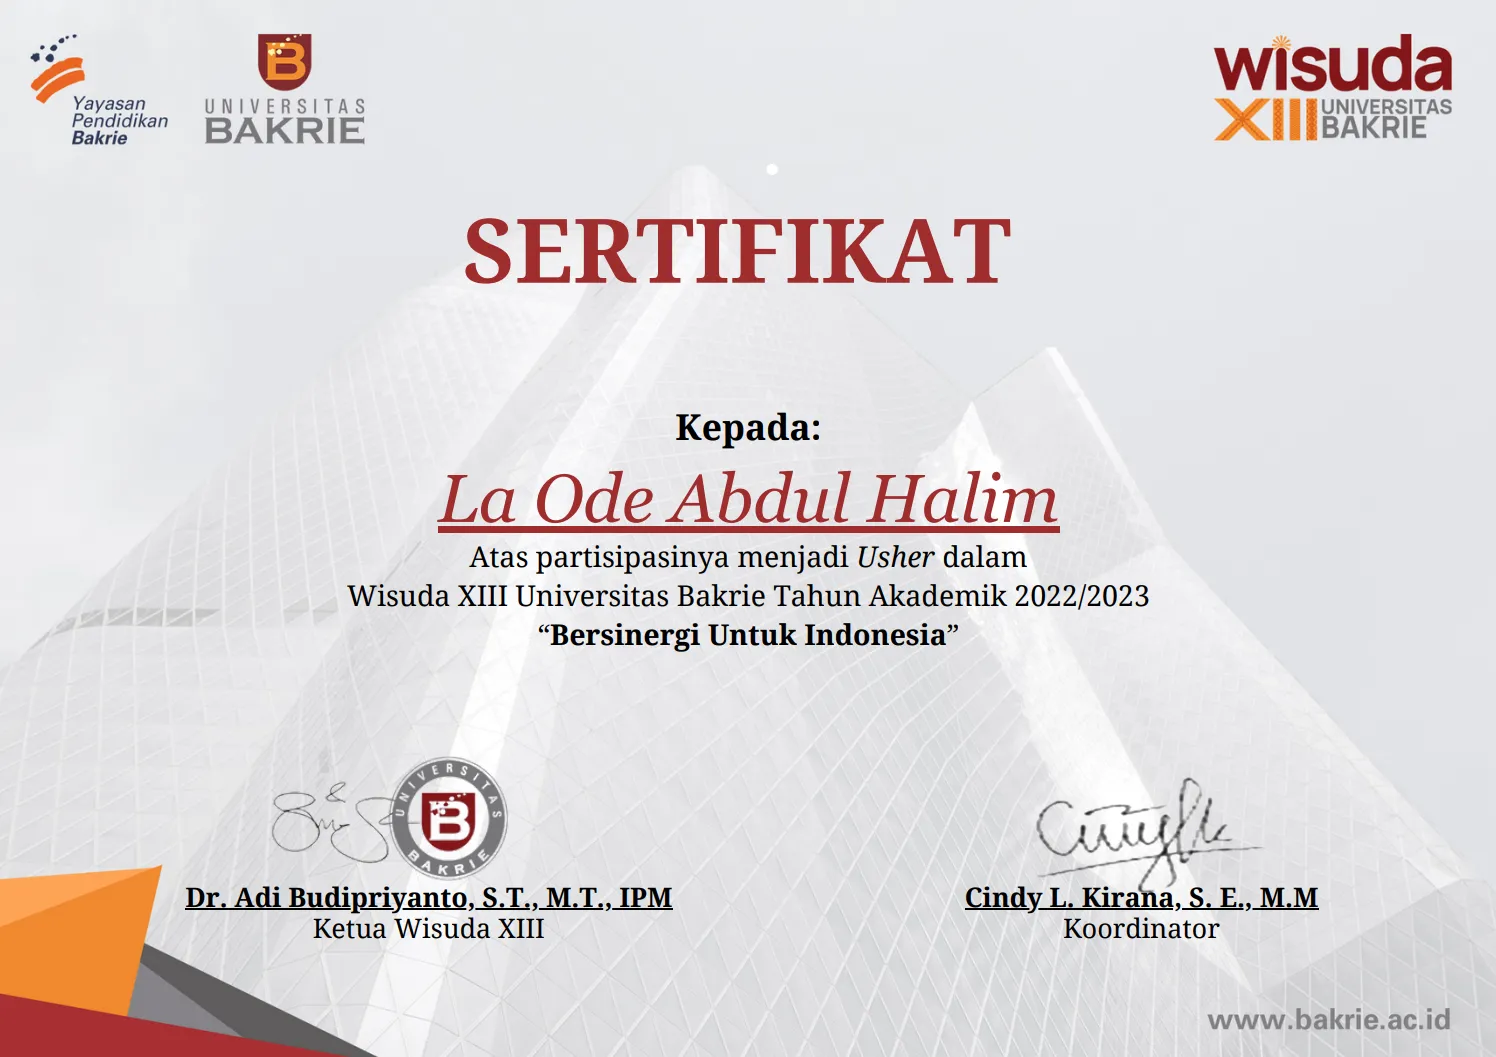 Yayasan
Pendidikan
Bakrie
UNIVERSITAS
BAKRIE
wisuda
XIII UNIVERSITAS
BAKRIE
SERTIFIKAT
Kepada:
La Ode Abdul Halim
Atas partisipasinya menjadi Usher dalam
Wisuda XIII Universitas Bakrie Tahun Akademik 2022/2023
“Bersinergi Untuk Indonesia”
UNIVERSITAS
B
BAKRIE
Dr. Adi Budipriyanto, S.T., M.T., IPM
Ketua Wisuda XIII
Cindy L. Kirana, S. E., M.M
Koordinator
www.bakrie.ac.id